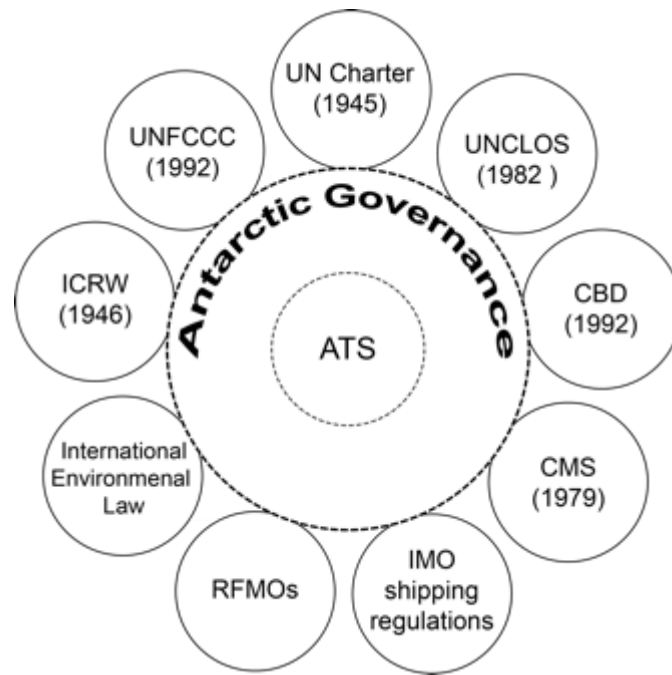 UN Charter
(1945)
UNFCCC
(1992)
UNCLOS
(1982 )
Antarctic Governance
ICRW
(1946)
CBD
(1992)
ATS
International
Environmenal
Law
CMS
(1979)
RFMOs
IMO
shipping
regulations